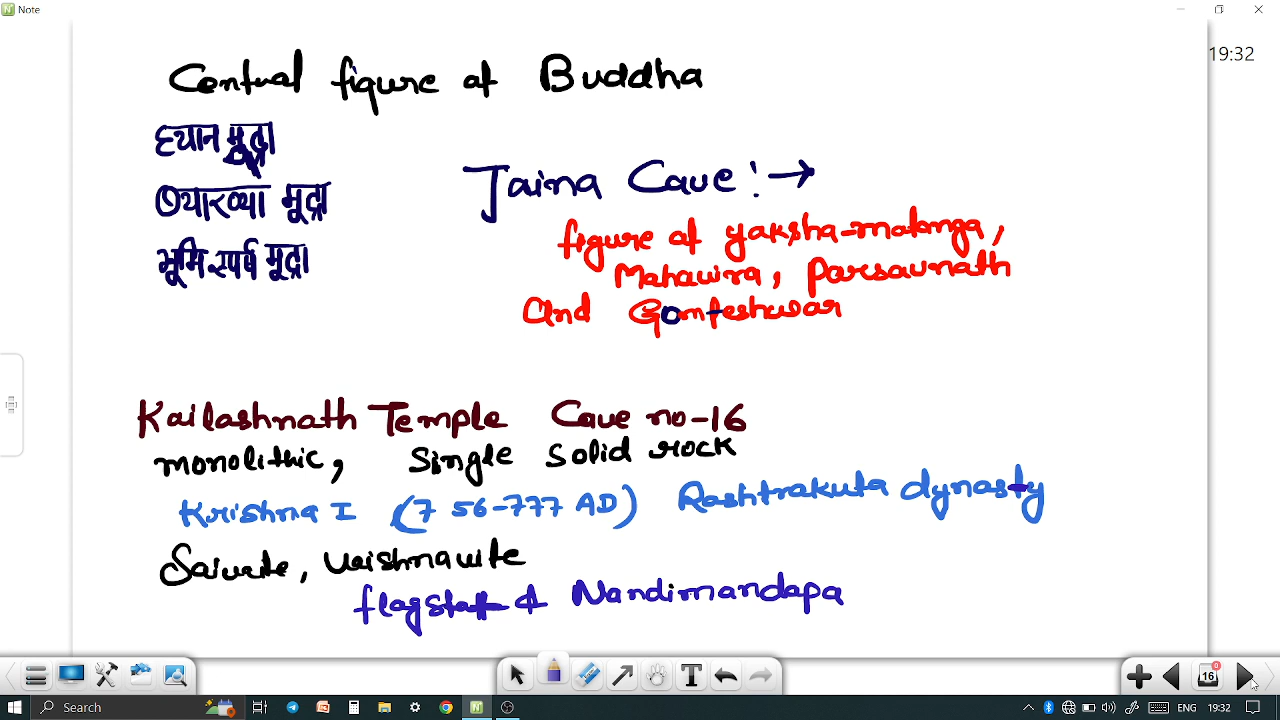 Note
19:32
Central figure of Buddha
ध्यान मुद्रा
व्याख्या मुद्रा
भूमि स्पर्ष मुद्रा
Jaina Cave :→
figure of yaksha-matanga,
Mahavira, Parsavnath
and Gomteshwar
Kailashnath Temple Cave no-16
monolithic, Single Solid rock
Krishna I (756-777 AD) Rashtrakuta dynasty
Saivite, Vaishnavite
flagstaff & Nandimandapa
16
Search
ENG 19:32